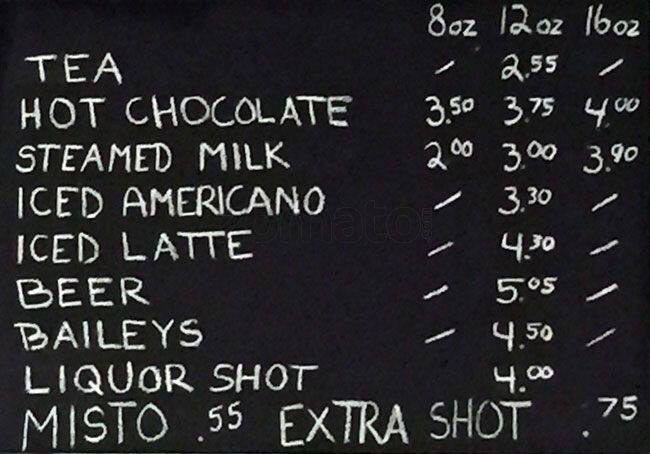 8oz 12oz 16oz
TEA / 2.55 /
HOT CHOCOLATE 3.50 3.75 4.00
STEAMED MILK 2.00 3.00 3.90
ICED AMERICANO / 3.30 /
ICED LATTE / 4.30 /
BEER / 5.05 /
BAILEYS / 4.50 /
LIQUOR SHOT 4.00
MISTO .55 EXTRA SHOT .75